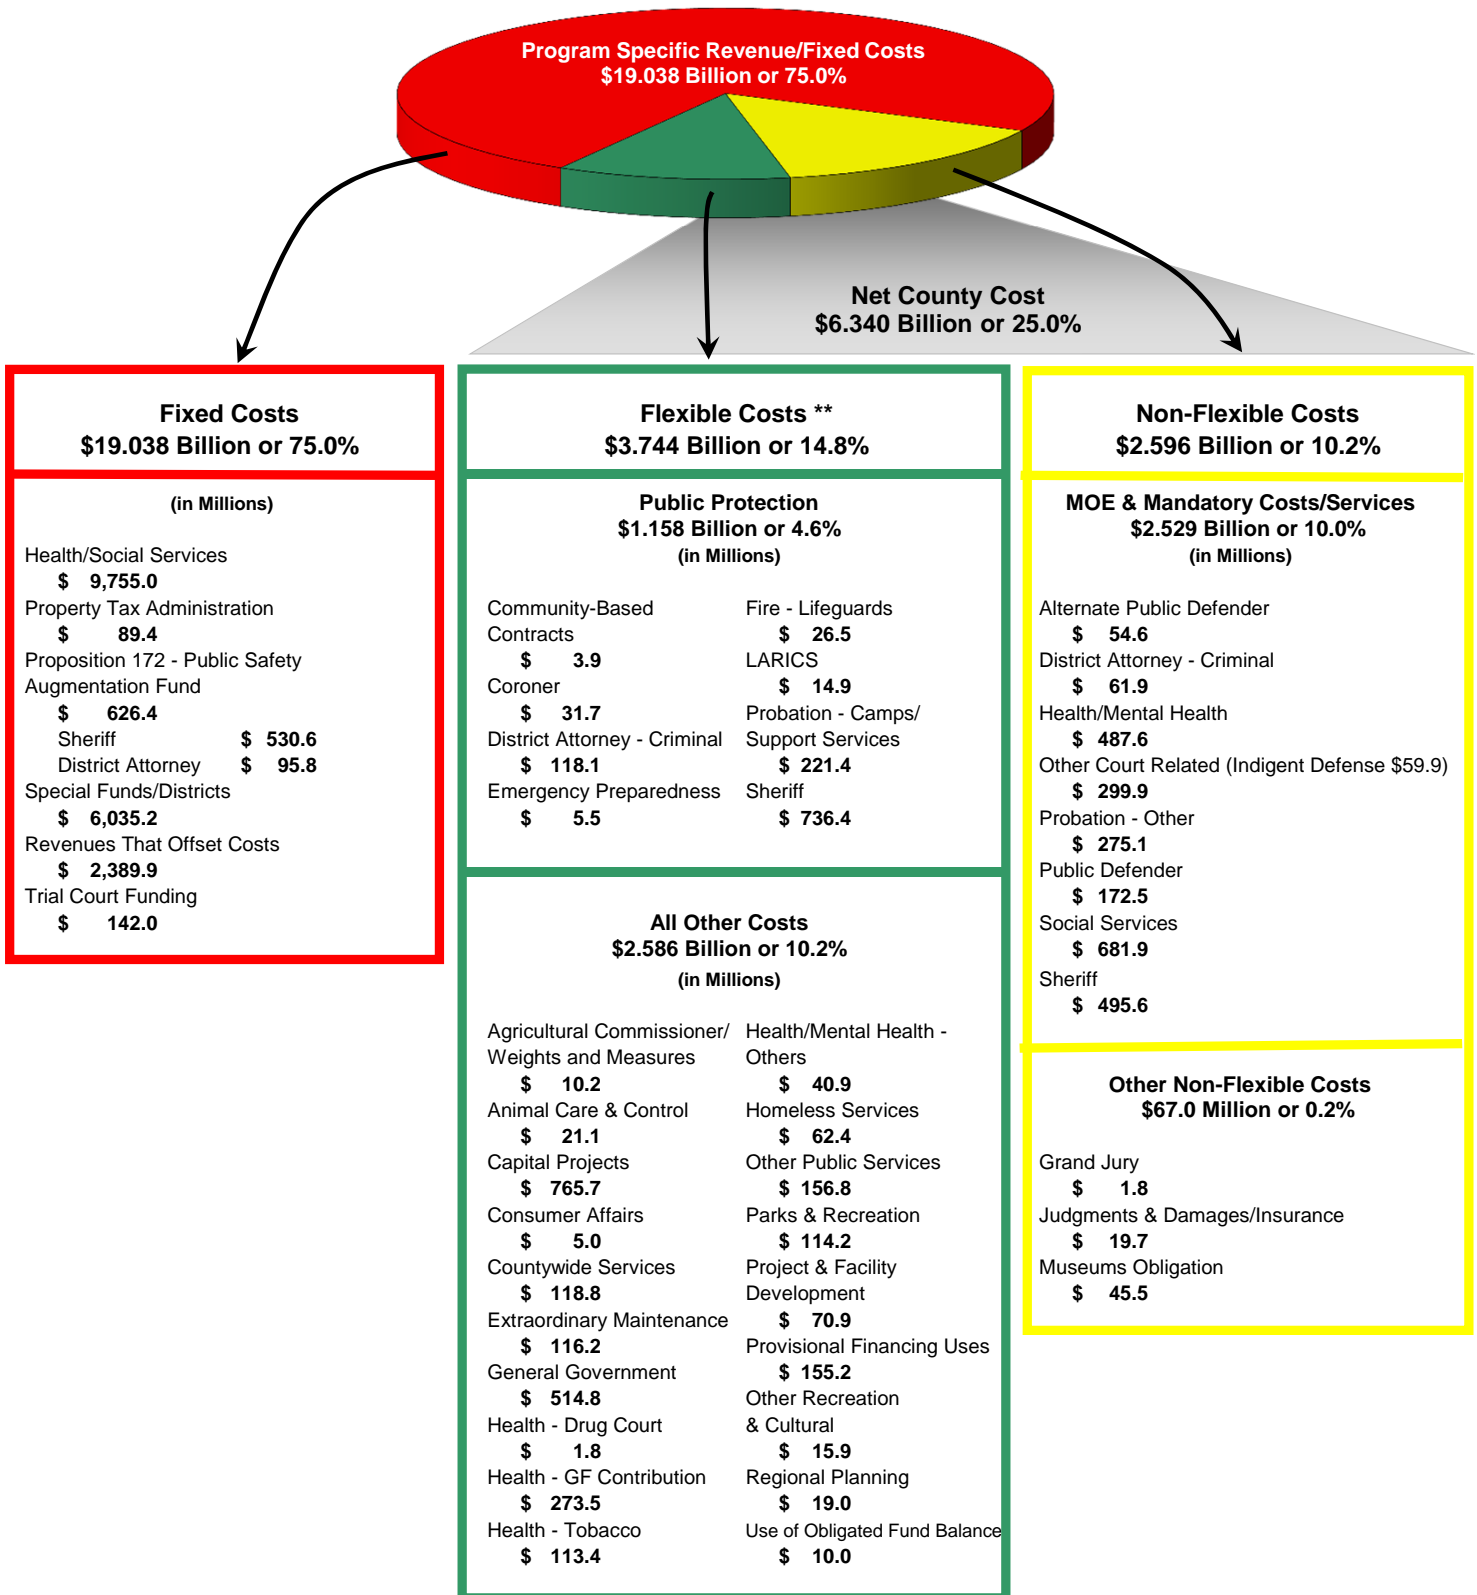 Program Specific Revenue/Fixed Costs
$19.038 Billion or 75.0%
Net County Cost
$6.340 Billion or 25.0%
Fixed Costs
$19.038 Billion or 75.0%
(in Millions)
Health/Social Services
$ 9,755.0
Property Tax Administration
$ 89.4
Proposition 172 - Public Safety
Augmentation Fund
$ 626.4
Sheriff $ 530.6
District Attorney $ 95.8
Special Funds/Districts
$ 6,035.2
Revenues That Offset Costs
$ 2,389.9
Trial Court Funding
$ 142.0
Flexible Costs **
$3.744 Billion or 14.8%
Public Protection
$1.158 Billion or 4.6%
(in Millions)
Community-Based
Contracts
$ 3.9
Coroner
$ 31.7
District Attorney - Criminal
$ 118.1
Emergency Preparedness
$ 5.5
Fire - Lifeguards
$ 26.5
LARICS
$ 14.9
Probation - Camps/
Support Services
$ 221.4
Sheriff
$ 736.4
All Other Costs
$2.586 Billion or 10.2%
(in Millions)
Agricultural Commissioner/
Weights and Measures
$ 10.2
Animal Care & Control
$ 21.1
Capital Projects
$ 765.7
Consumer Affairs
$ 5.0
Countywide Services
$ 118.8
Extraordinary Maintenance
$ 116.2
General Government
$ 514.8
Health - Drug Court
$ 1.8
Health - GF Contribution
$ 273.5
Health - Tobacco
$ 113.4
Health/Mental Health -
Others
$ 40.9
Homeless Services
$ 62.4
Other Public Services
$ 156.8
Parks & Recreation
$ 114.2
Project & Facility
Development
$ 70.9
Provisional Financing Uses
$ 155.2
Other Recreation
& Cultural
$ 15.9
Regional Planning
$ 19.0
Use of Obligated Fund Balance
$ 10.0
Non-Flexible Costs
$2.596 Billion or 10.2%
MOE & Mandatory Costs/Services
$2.529 Billion or 10.0%
(in Millions)
Alternate Public Defender
$ 54.6
District Attorney - Criminal
$ 61.9
Health/Mental Health
$ 487.6
Other Court Related (Indigent Defense $59.9)
$ 299.9
Probation - Other
$ 275.1
Public Defender
$ 172.5
Social Services
$ 681.9
Sheriff
$ 495.6
Other Non-Flexible Costs
$67.0 Million or 0.2%
Grand Jury
$ 1.8
Judgments & Damages/Insurance
$ 19.7
Museums Obligation
$ 45.5